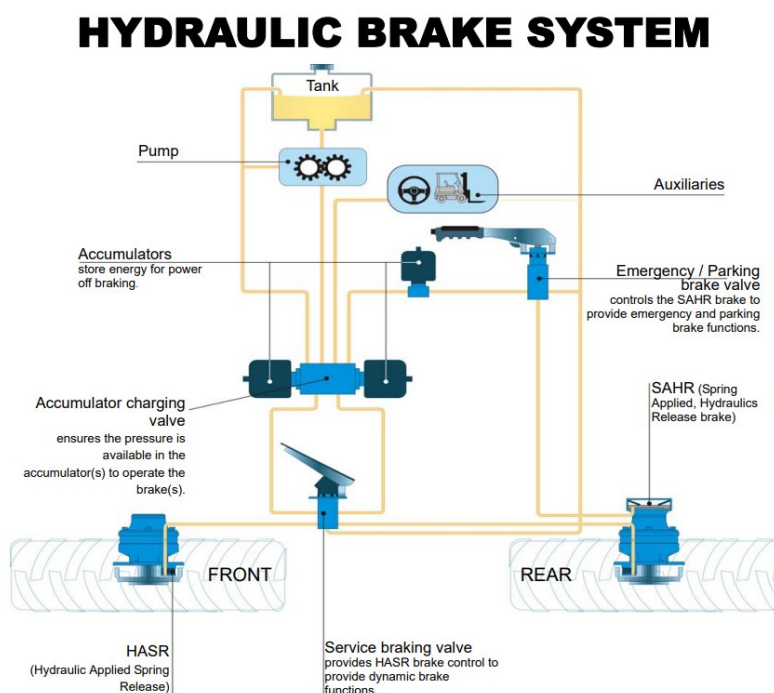 HYDRAULIC BRAKE SYSTEM
Tank
Pump
Auxiliaries
Accumulators
store energy for power
off braking.
Emergency / Parking
brake valve
controls the SAHR brake to
provide emergency and parking
brake functions.
Accumulator charging
valve
ensures the pressure is
available in the
accumulator(s) to operate the
brake(s).
SAHR (Spring
Applied, Hydraulics
Release brake)
FRONT
REAR
HASR
(Hydraulic Applied Spring
Release)
Service braking valve
provides HASR brake control to
provide dynamic brake
functions